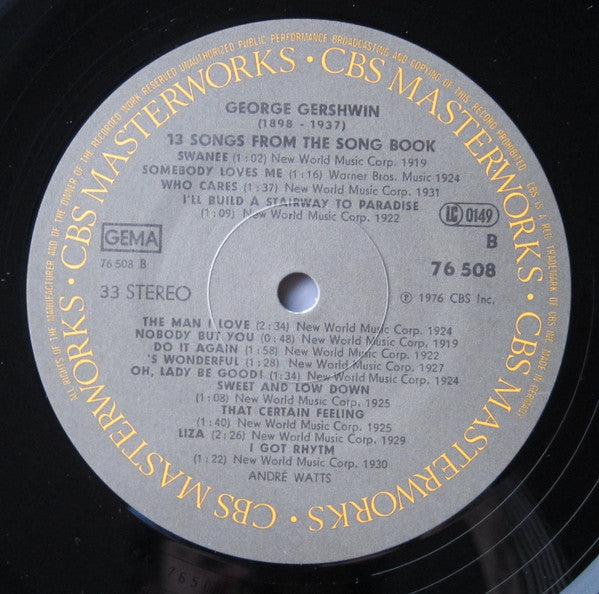 ALL RIGHTS OF THE MANUFACTURER AND OF THE OWNER OF THE RECORDED WORK RESERVED UNAUTHORIZED PUBLIC PERFORMANCE BROADCASTING AND COPYING OF THIS RECORD PROHIBITED CBS IS A REG. TRADEMARK OF CBS INC. MADE IN GERMANY
CBS MASTERWORKS · CBS MASTERWORKS · CBS MASTERWORKS · CBS MASTERWORKS ·
GEORGE GERSHWIN
(1898 - 1937)
13 SONGS FROM THE SONG BOOK
SWANEE (1:02) New World Music Corp. 1919
SOMEBODY LOVES ME (1:16) Warner Bros. Music 1924
WHO CARES (1:37) New World Music Corp. 1931
I'LL BUILD A STAIRWAY TO PARADISE
(1:09) New World Music Corp. 1922
GEMA
LC 0149
B
76 508 B
76 508
33 STEREO
℗ 1976 CBS Inc.
THE MAN I LOVE (2:34) New World Music Corp. 1924
NOBODY BUT YOU (0:48) New World Music Corp. 1919
DO IT AGAIN (1:58) New World Music Corp. 1922
'S WONDERFUL (1:28) New World Music Corp. 1927
OH, LADY BE GOOD! (1:34) New World Music Corp. 1924
SWEET AND LOW DOWN
(1:08) New World Music Corp. 1925
THAT CERTAIN FEELING
(1:40) New World Music Corp. 1925
LIZA (2:26) New World Music Corp. 1929
I GOT RHYTM
(1:22) New World Music Corp. 1930
ANDRÉ WATTS